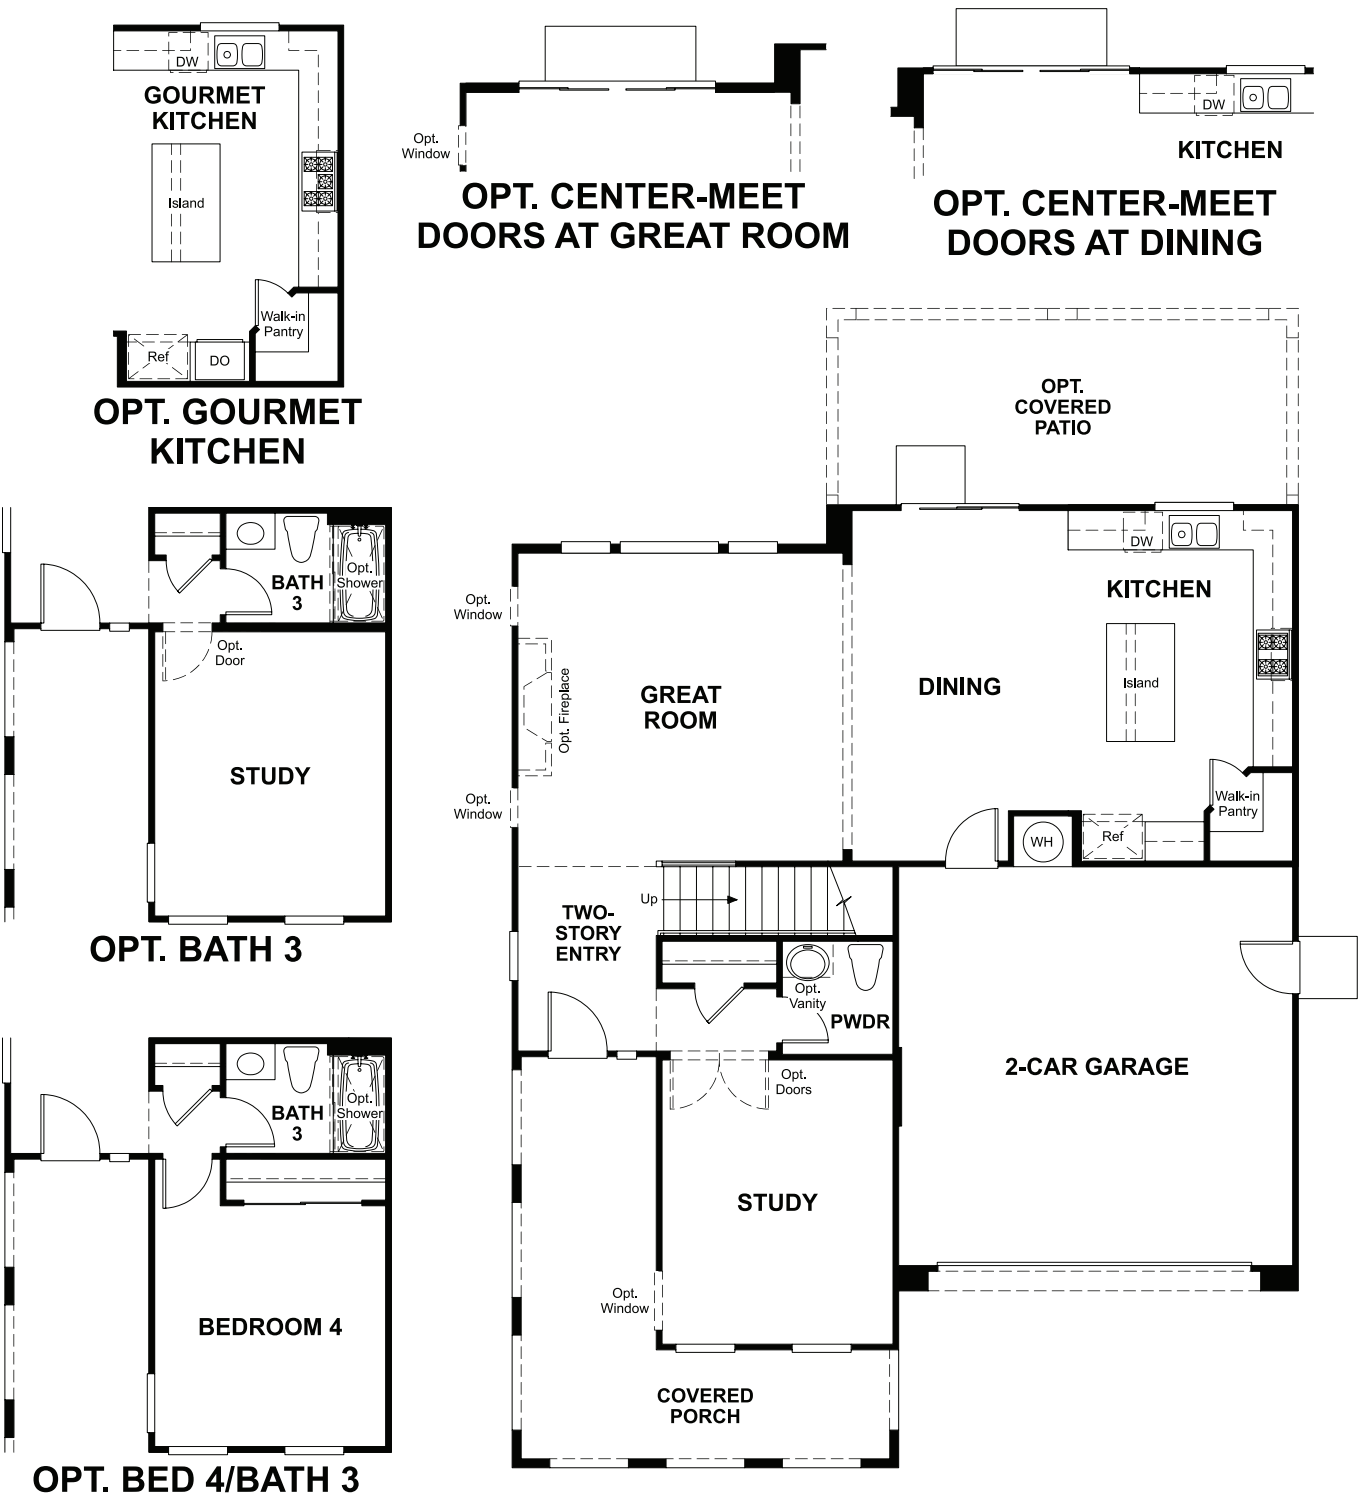 DW
GOURMET
KITCHEN
Island
Walk-in
Pantry
Ref
DO
OPT. GOURMET
KITCHEN
Opt.
Window
OPT. CENTER-MEET
DOORS AT GREAT ROOM
DW
KITCHEN
OPT. CENTER-MEET
DOORS AT DINING
OPT.
COVERED
PATIO
BATH
3
Opt.
Shower
Opt.
Door
STUDY
OPT. BATH 3
BATH
3
Opt.
Shower
BEDROOM 4
OPT. BED 4/BATH 3
Opt.
Window
Opt. Fireplace
Opt.
Window
GREAT
ROOM
DINING
DW
KITCHEN
Island
Walk-in
Pantry
WH
Ref
Up
TWO-
STORY
ENTRY
Opt.
Vanity
PWDR
Opt.
Doors
2-CAR GARAGE
STUDY
Opt.
Window
COVERED
PORCH